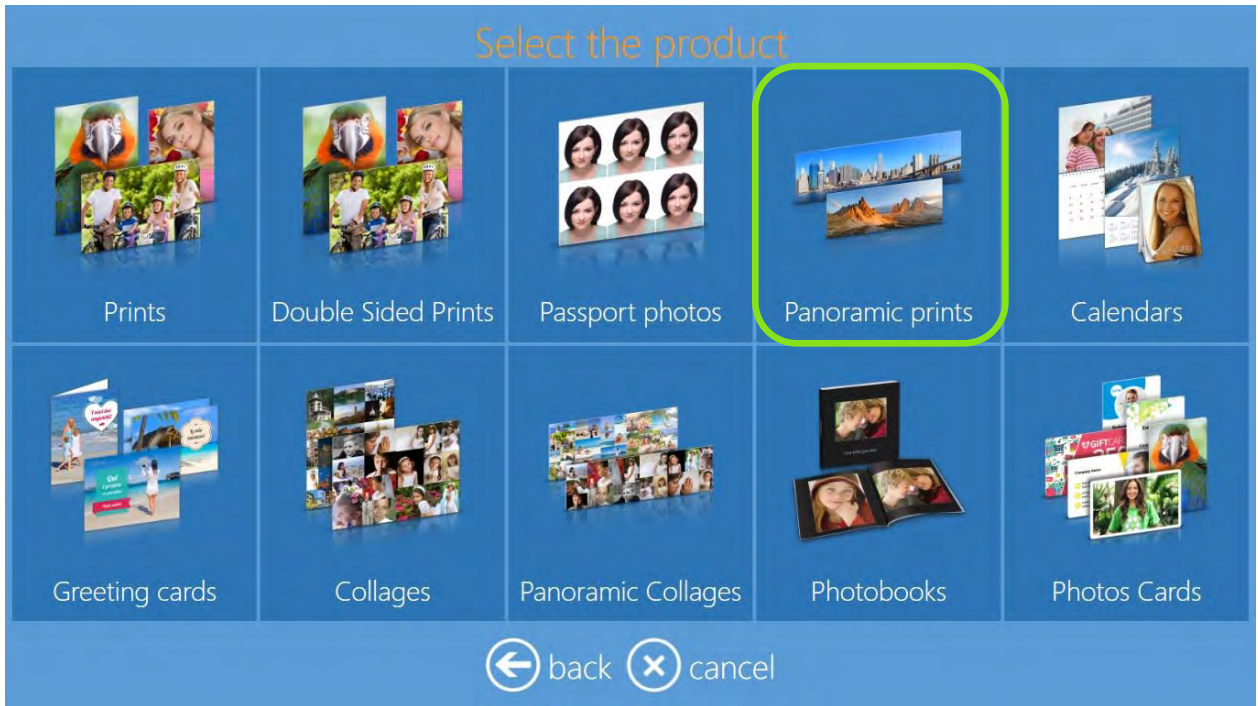 Select the product
Prints
Double Sided Prints
Passport photos
Panoramic prints
Calendars
Greeting cards
Collages
Panoramic Collages
Photobooks
Photos Cards
back
cancel